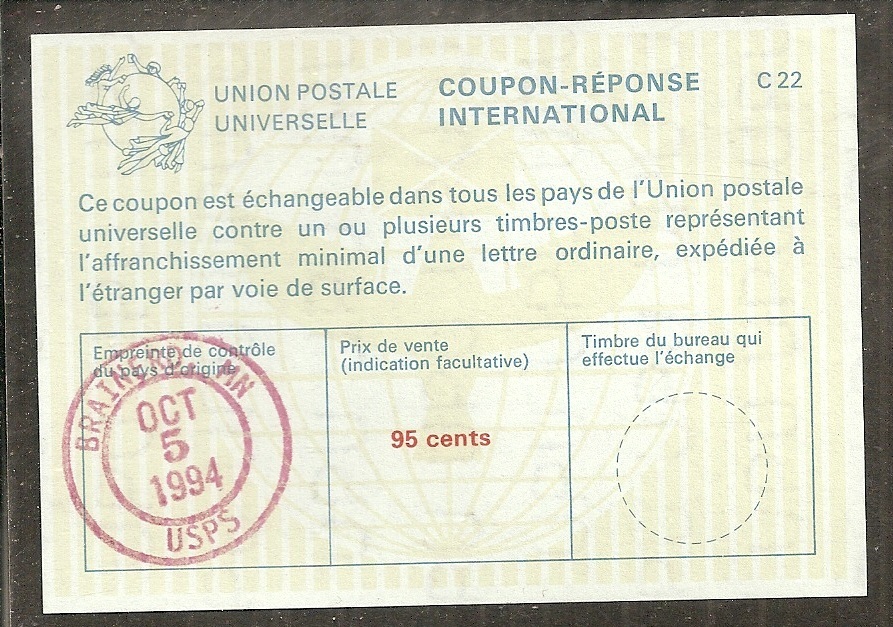 UNION POSTALE
UNIVERSELLE
COUPON-RÉPONSE
INTERNATIONAL
C 22
Ce coupon est échangeable dans tous les pays de l'Union postale
universelle contre un ou plusieurs timbres-poste représentant
l'affranchissement minimal d'une lettre ordinaire, expédiée à
l'étranger par voie de surface.
Empreinte de contrôle
du pays d'origine
Prix de vente
(indication facultative)
Timbre du bureau qui
effectue l'échange
95 cents
MN
OCT
5
1994
USPS